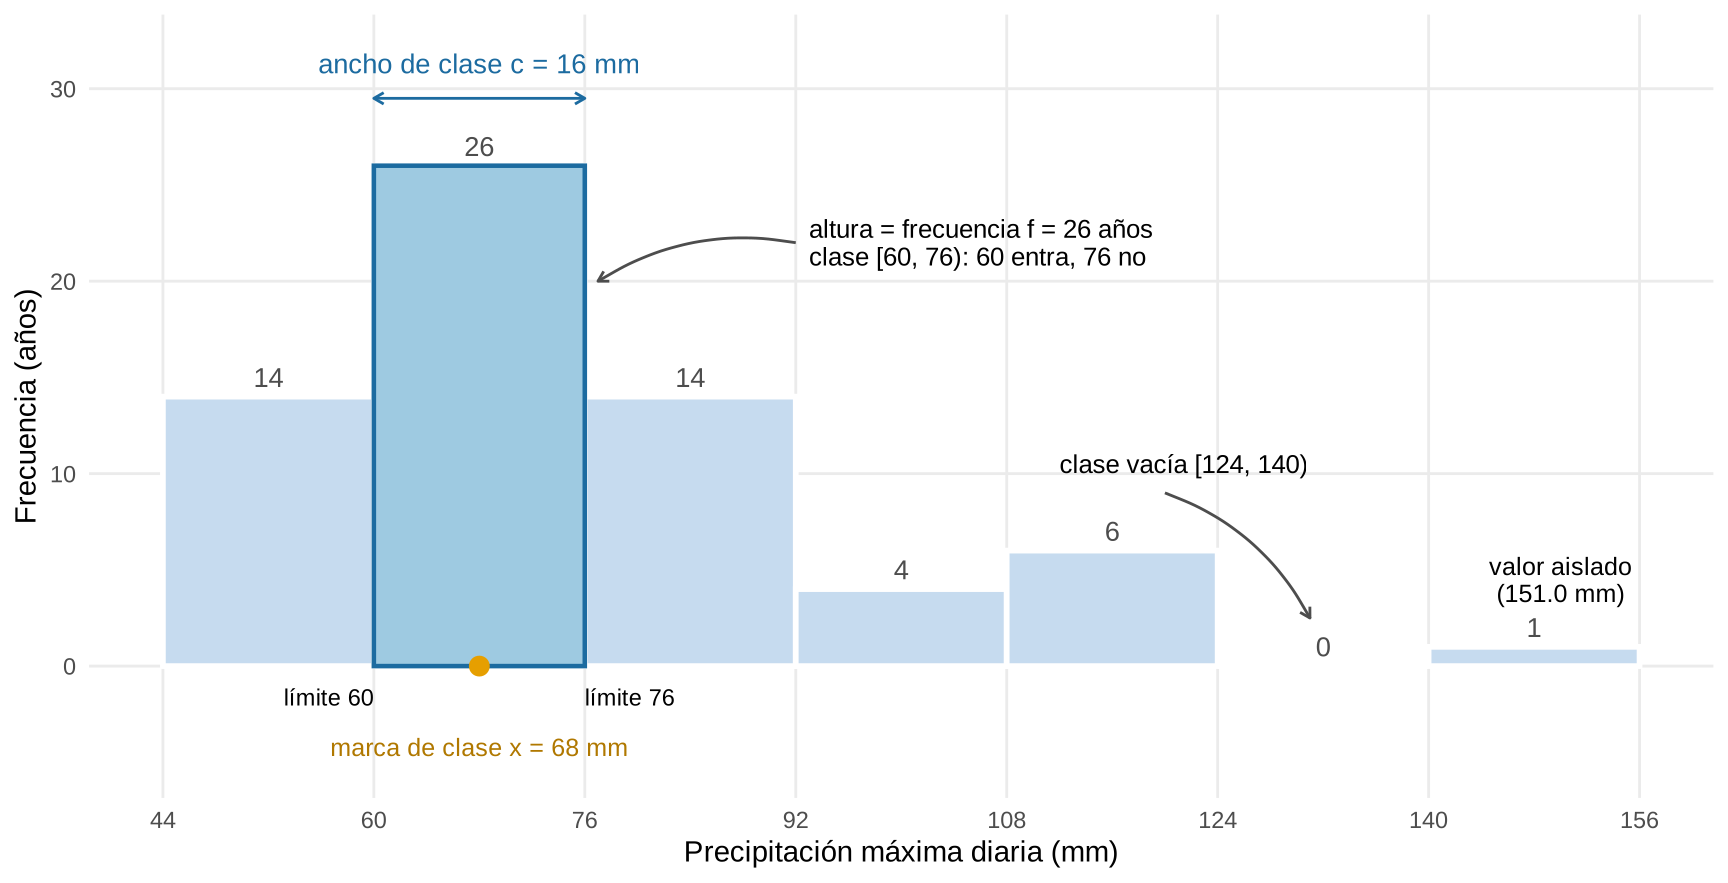 ancho de clase c = 16 mm
30
26
altura = frecuencia f = 26 años
clase [60, 76): 60 entra, 76 no
20
Frecuencia (años)
14
14
clase vacía [124, 140)
10
6
4
valor aislado
(151.0 mm)
1
0
0
límite 60
límite 76
marca de clase x = 68 mm
44
60
76
92
108
124
140
156
Precipitación máxima diaria (mm)